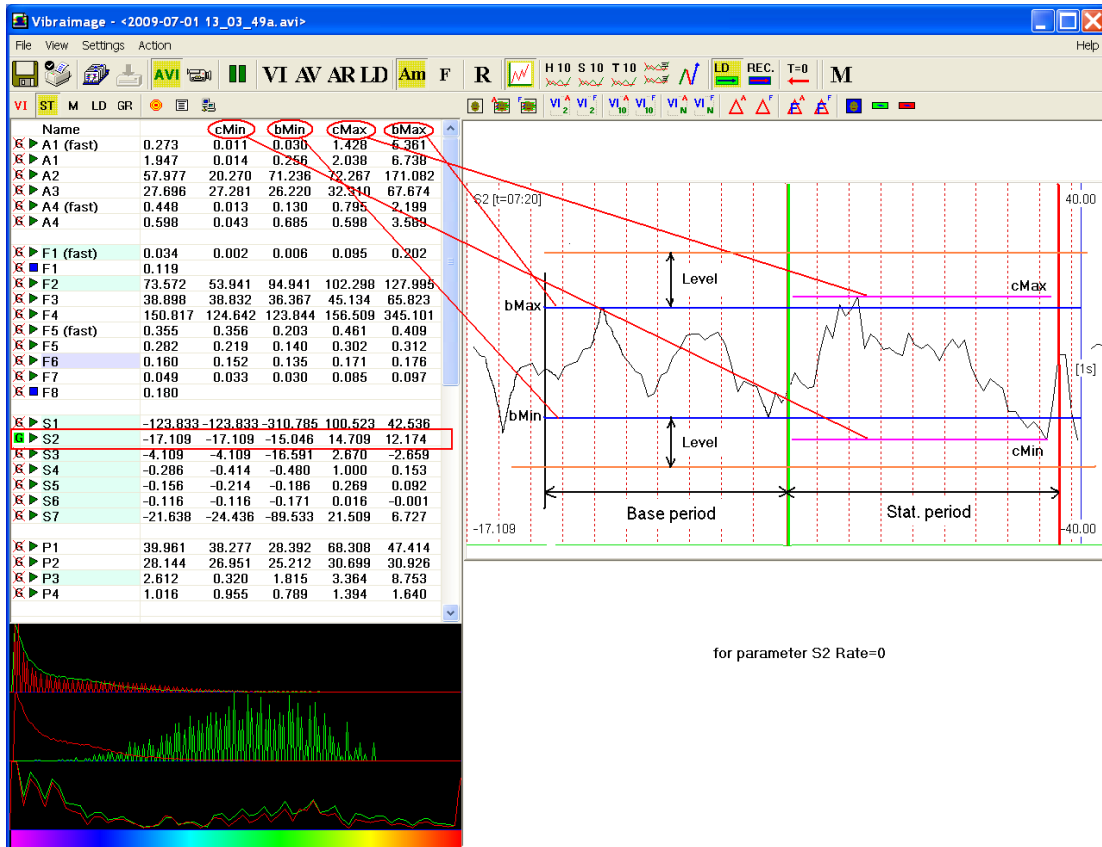 Vibraimage - <2009-07-01 13_03_49a.avi>
File View Settings Action Help
AVI VI AV AR LD Am F R H10 S10 T10 LD REC. T=0 M
VI ST M LD GR VI A 2 VI F 2 VI A 10 VI F 10 VI A N VI F N A F E A E F
Name cMin bMin cMax bMax
G A1 (fast) 0.273 0.011 0.030 1.428 6.361
G A1 1.947 0.014 0.256 2.038 6.738
G A2 57.977 20.270 71.236 72.267 171.082
G A3 27.696 27.281 26.220 32.310 67.674
G A4 (fast) 0.448 0.013 0.130 0.795 2.199
G A4 0.598 0.043 0.685 0.598 3.589
G F1 (fast) 0.034 0.002 0.006 0.095 0.202
G F1 0.119
G F2 73.572 53.941 94.941 102.298 127.995
G F3 38.898 38.832 36.367 45.134 65.823
G F4 150.817 124.642 123.844 156.509 345.101
G F5 (fast) 0.355 0.356 0.203 0.461 0.409
G F5 0.282 0.219 0.140 0.302 0.312
G F6 0.160 0.152 0.135 0.171 0.176
G F7 0.049 0.033 0.030 0.085 0.097
G F8 0.180
G S1 -123.833 -123.833 -310.785 100.523 42.536
G S2 -17.109 -17.109 -15.046 14.709 12.174
G S3 -4.109 -4.109 -16.591 2.670 -2.659
G S4 -0.286 -0.414 -0.480 1.000 0.153
G S5 -0.156 -0.214 -0.186 0.269 0.092
G S6 -0.116 -0.116 -0.171 0.016 -0.001
G S7 -21.638 -24.436 -89.533 21.509 6.727
G P1 39.961 38.277 28.392 68.308 47.414
G P2 28.144 26.951 25.212 30.699 30.926
G P3 2.612 0.320 1.815 3.364 8.753
G P4 1.016 0.955 0.789 1.394 1.640
S2 [t=07:20] 40.00
Level
cMax
bMax
[1s]
bMin
Level
cMin
Base period Stat. period
-17.109 -40.00
for parameter S2 Rate=0